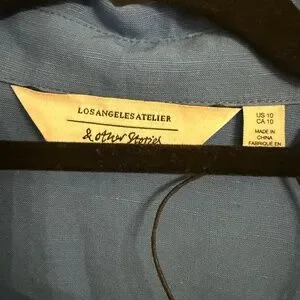 LOS ANGELES ATELIER
& other Stories
US 10
CA 10
MADE IN
CHINA
FABRIQUÉ EN